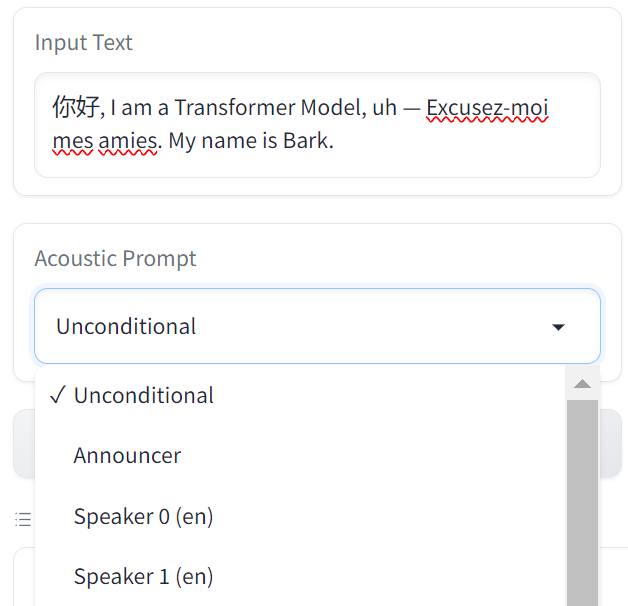 Input Text
你好, I am a Transformer Model, uh — Excusez-moi
mes amies. My name is Bark.
Acoustic Prompt
Unconditional
✓ Unconditional
Announcer
Speaker 0 (en)
Speaker 1 (en)